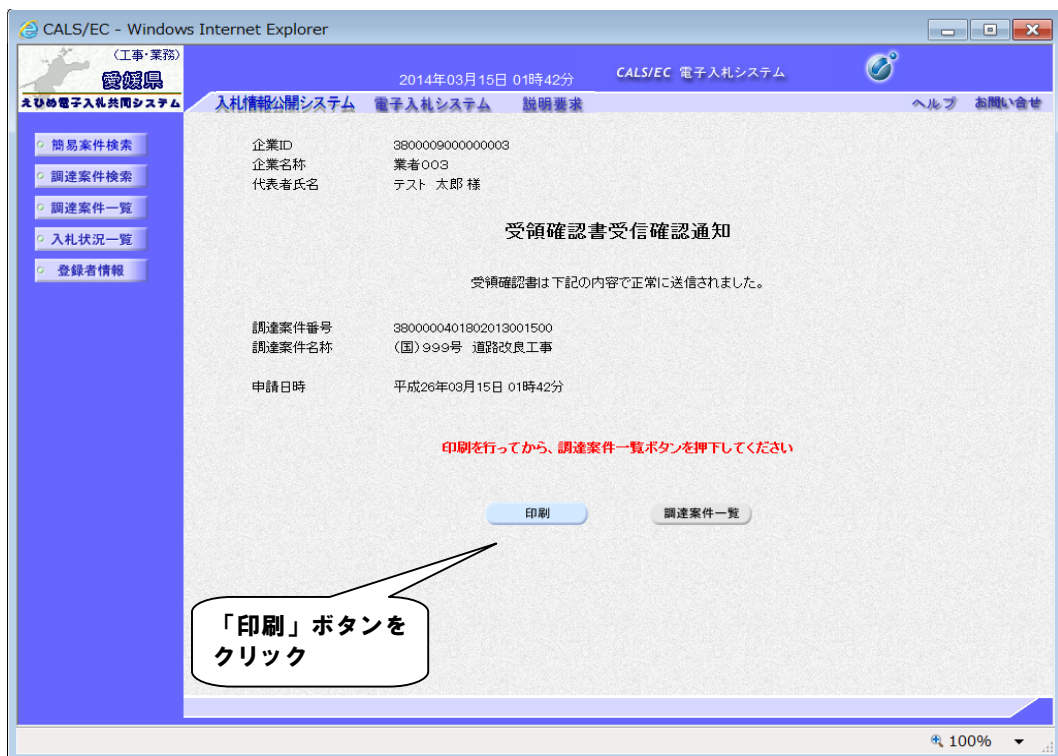 CALS/EC - Windows Internet Explorer
(工事・業務)
愛媛県
えひめ電子入札共同システム
2014年03月15日 01時42分
CALS/EC 電子入札システム
入札情報公開システム 電子入札システム 説明要求 ヘルプ お問い合せ
簡易案件検索
調達案件検索
調達案件一覧
入札状況一覧
登録者情報
企業ID 3800009000000003
企業名称 業者003
代表者氏名 テスト 太郎 様
受領確認書受信確認通知
受領確認書は下記の内容で正常に送信されました。
調達案件番号 3800000401802013001500
調達案件名称 (国)999号 道路改良工事
申請日時 平成26年03月15日 01時42分
印刷を行ってから、調達案件一覧ボタンを押下してください
印刷 調達案件一覧
「印刷」ボタンを
クリック
100%